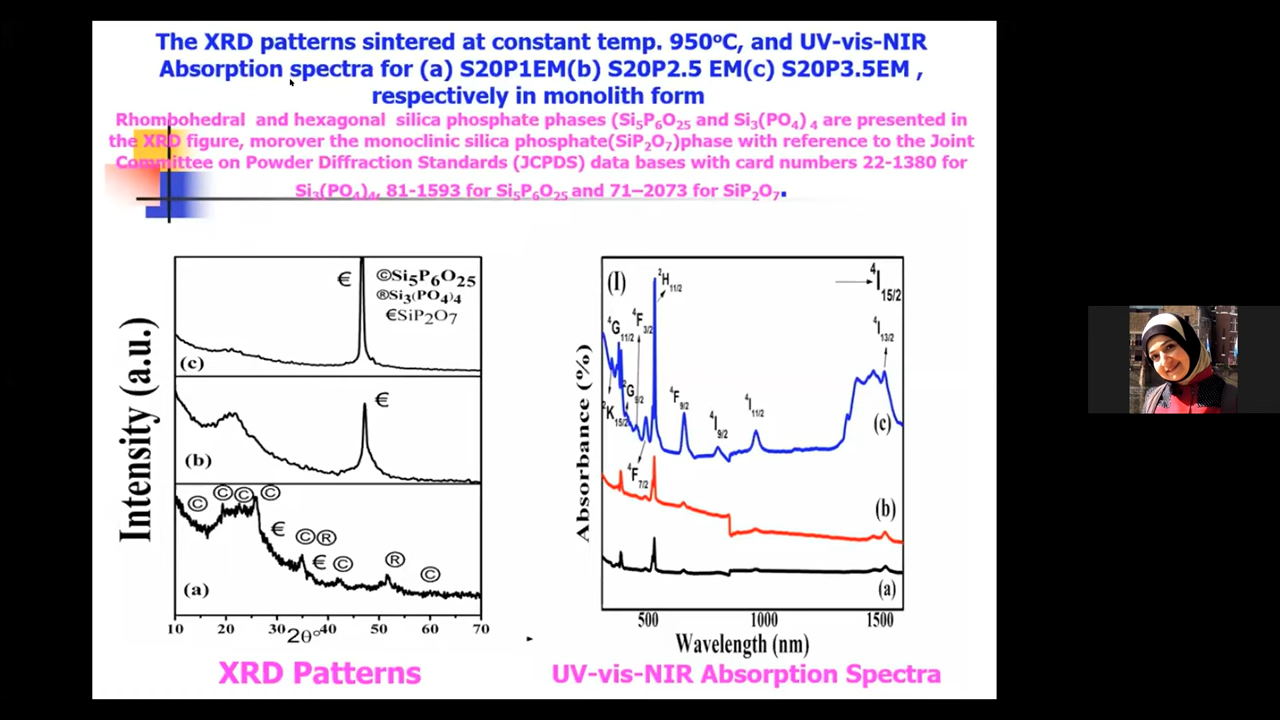 The XRD patterns sintered at constant temp. 950ºC, and UV-vis-NIR
Absorption spectra for (a) S20P1EM(b) S20P2.5 EM(c) S20P3.5EM ,
respectively in monolith form
Rhombohedral and hexagonal silica phosphate phases (Si5P6O25 and Si3(PO4) 4 are presented in
the XRD figure, morover the monoclinic silica phosphate(SiP2O7)phase with reference to the Joint
Committee on Powder Diffraction Standards (JCPDS) data bases with card numbers 22-1380 for
Si3(PO4)4, 81-1593 for Si5P6O25 and 71–2073 for SiP2O7.
Intensity (a.u.)
€
©Si5P6O25
®Si3(PO4)4
€SiP2O7
(c)
€
(b)
© © © ©
€
© ®
€ © ® ©
(a)
10 20 30 40 50 60 70
2θ°
XRD Patterns
Absorbance (%)
(I)
2H11/2
4I15/2
4G11/2
4F3/2
4I13/2
2G9/2
2K15/2
4F9/2
4I9/2
4I11/2
(c)
4F7/2
(b)
(a)
500 1000 1500
Wavelength (nm)
UV-vis-NIR Absorption Spectra